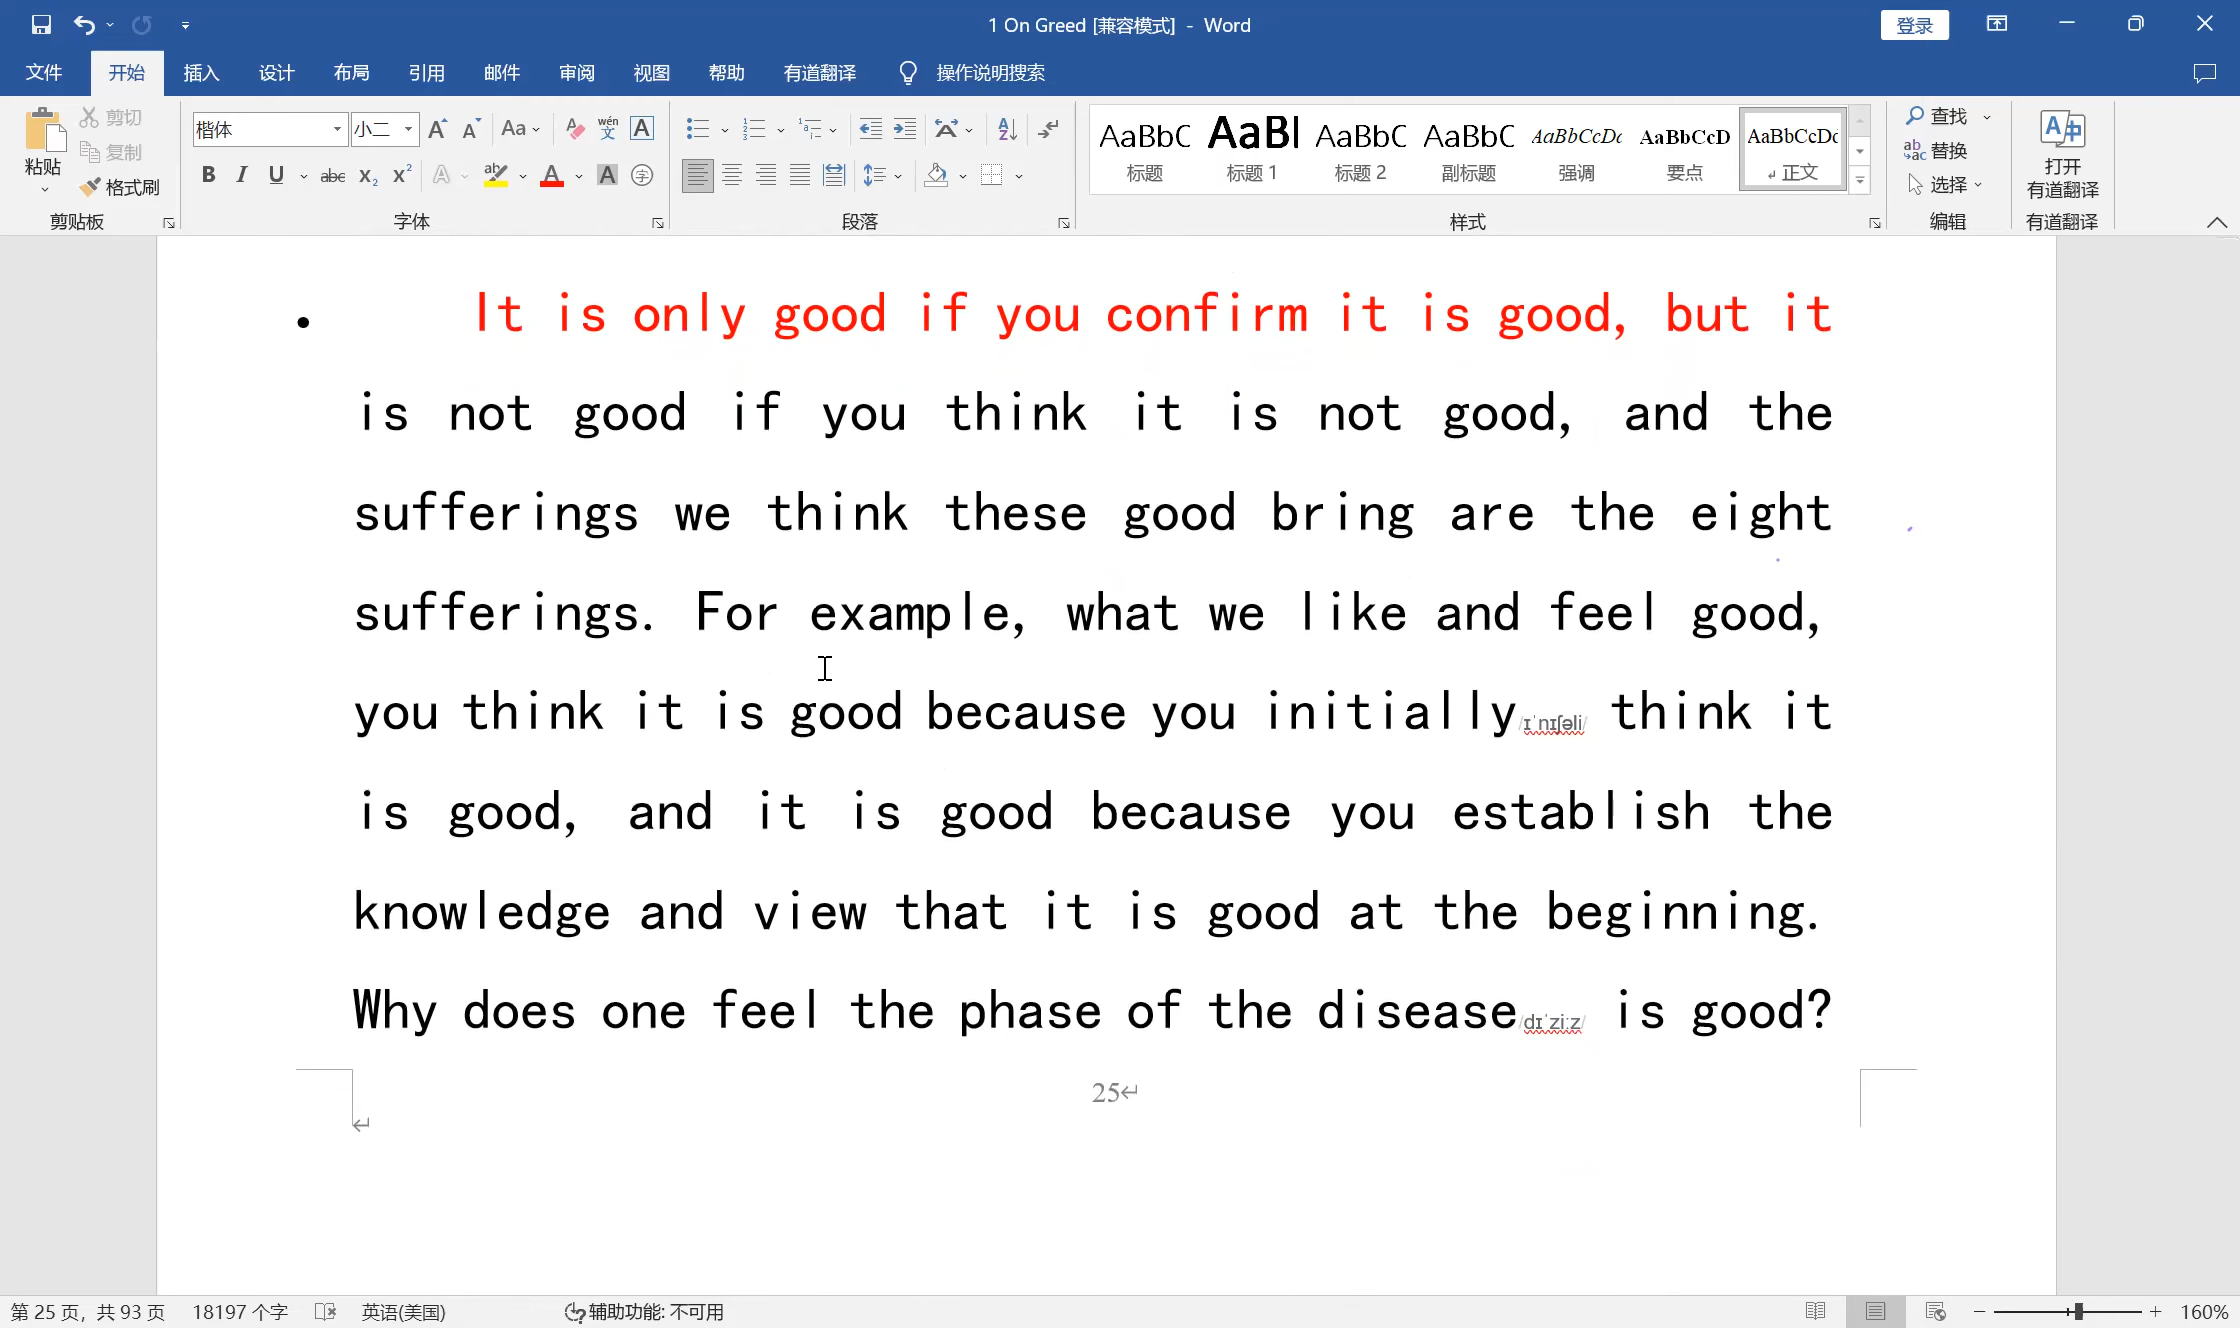 1 On Greed [兼容模式] - Word
登录
文件 开始 插入 设计 布局 引用 邮件 审阅 视图 帮助 有道翻译 操作说明搜索
粘贴
剪切
复制
格式刷
剪贴板
楷体 小二
字体
段落
AaBbC AaBl AaBbC AaBbC AaBbCcDc AaBbCcD AaBbCcDc
标题 标题 1 标题 2 副标题 强调 要点 ↲正文
样式
查找
替换
选择
编辑
打开
有道翻译
有道翻译
• It is only good if you confirm it is good, but it
is not good if you think it is not good, and the
sufferings we think these good bring are the eight
sufferings. For example, what we like and feel good,
you think it is good because you initially/ɪˈnɪʃəli/ think it
is good, and it is good because you establish the
knowledge and view that it is good at the beginning.
Why does one feel the phase of the disease/dɪˈziːz/ is good?
25↵
第 25 页，共 93 页 18197 个字 英语(美国) 辅助功能: 不可用 160%